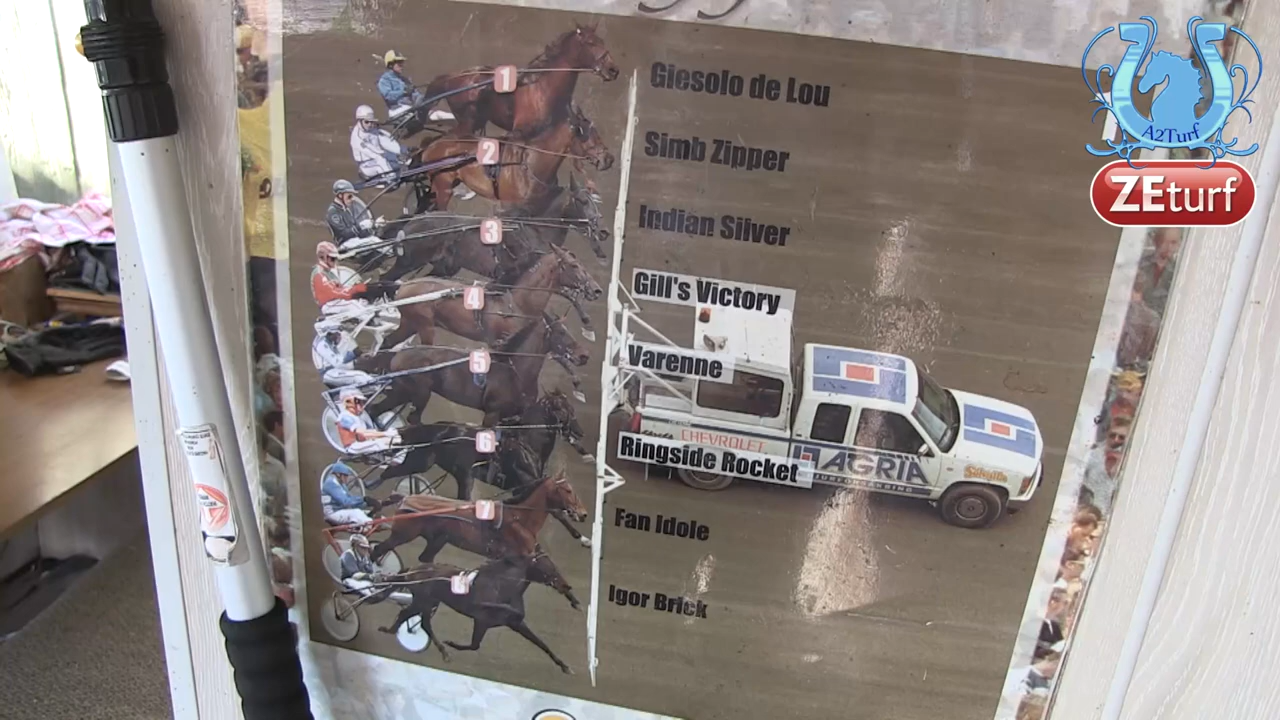 A2Turf
ZEturf
1
Giesolo de Lou
2
Simb Zipper
3
Indian Silver
4
Gill's Victory
5
Varenne
CHEVROLET
AGRIA
6
Ringside Rocket
7
Fan Idole
Igor Brick